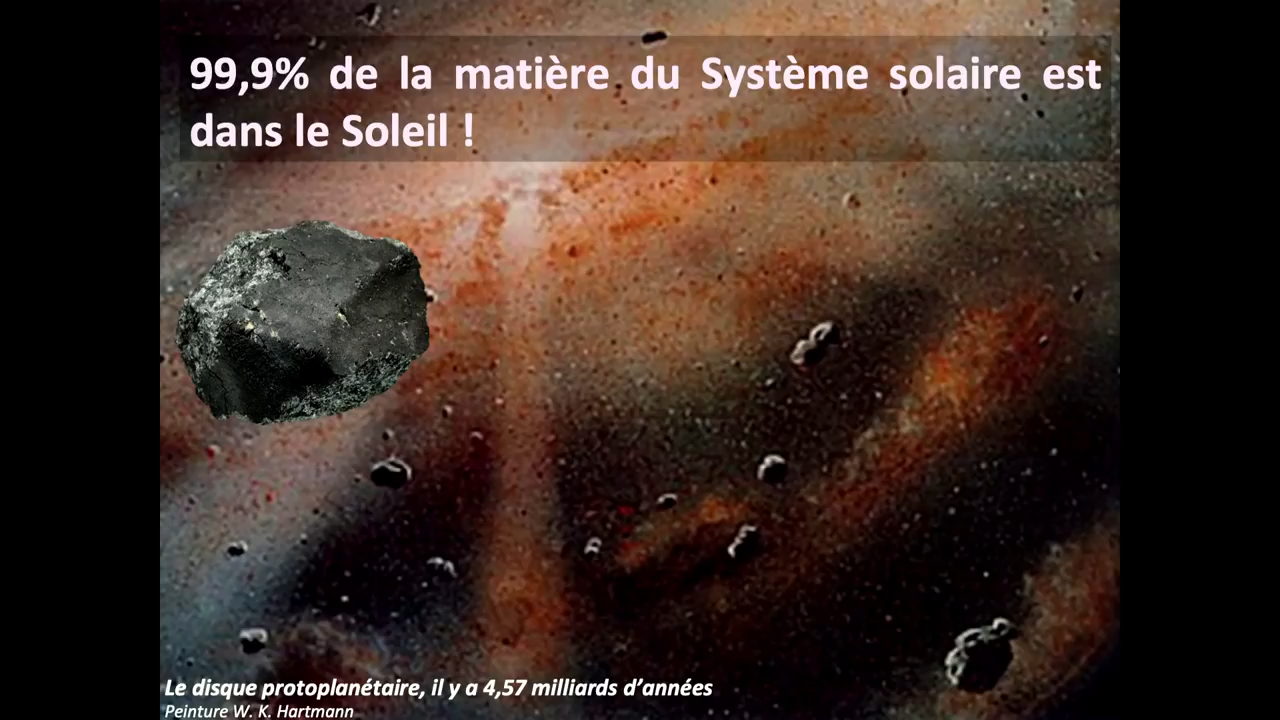 99,9% de la matière du Système solaire est
dans le Soleil !
Le disque protoplanétaire, il y a 4,57 milliards d’années
Peinture W. K. Hartmann